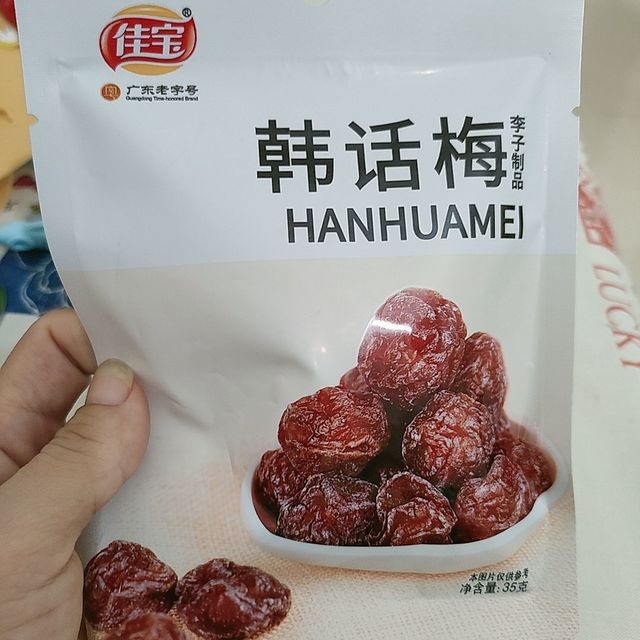 佳宝®
广东老字号
Guangdong Time-honored Brand
韩话梅
李子制品
HANHUAMEI
LUCKY
本图片仅供参考
净含量: 35克